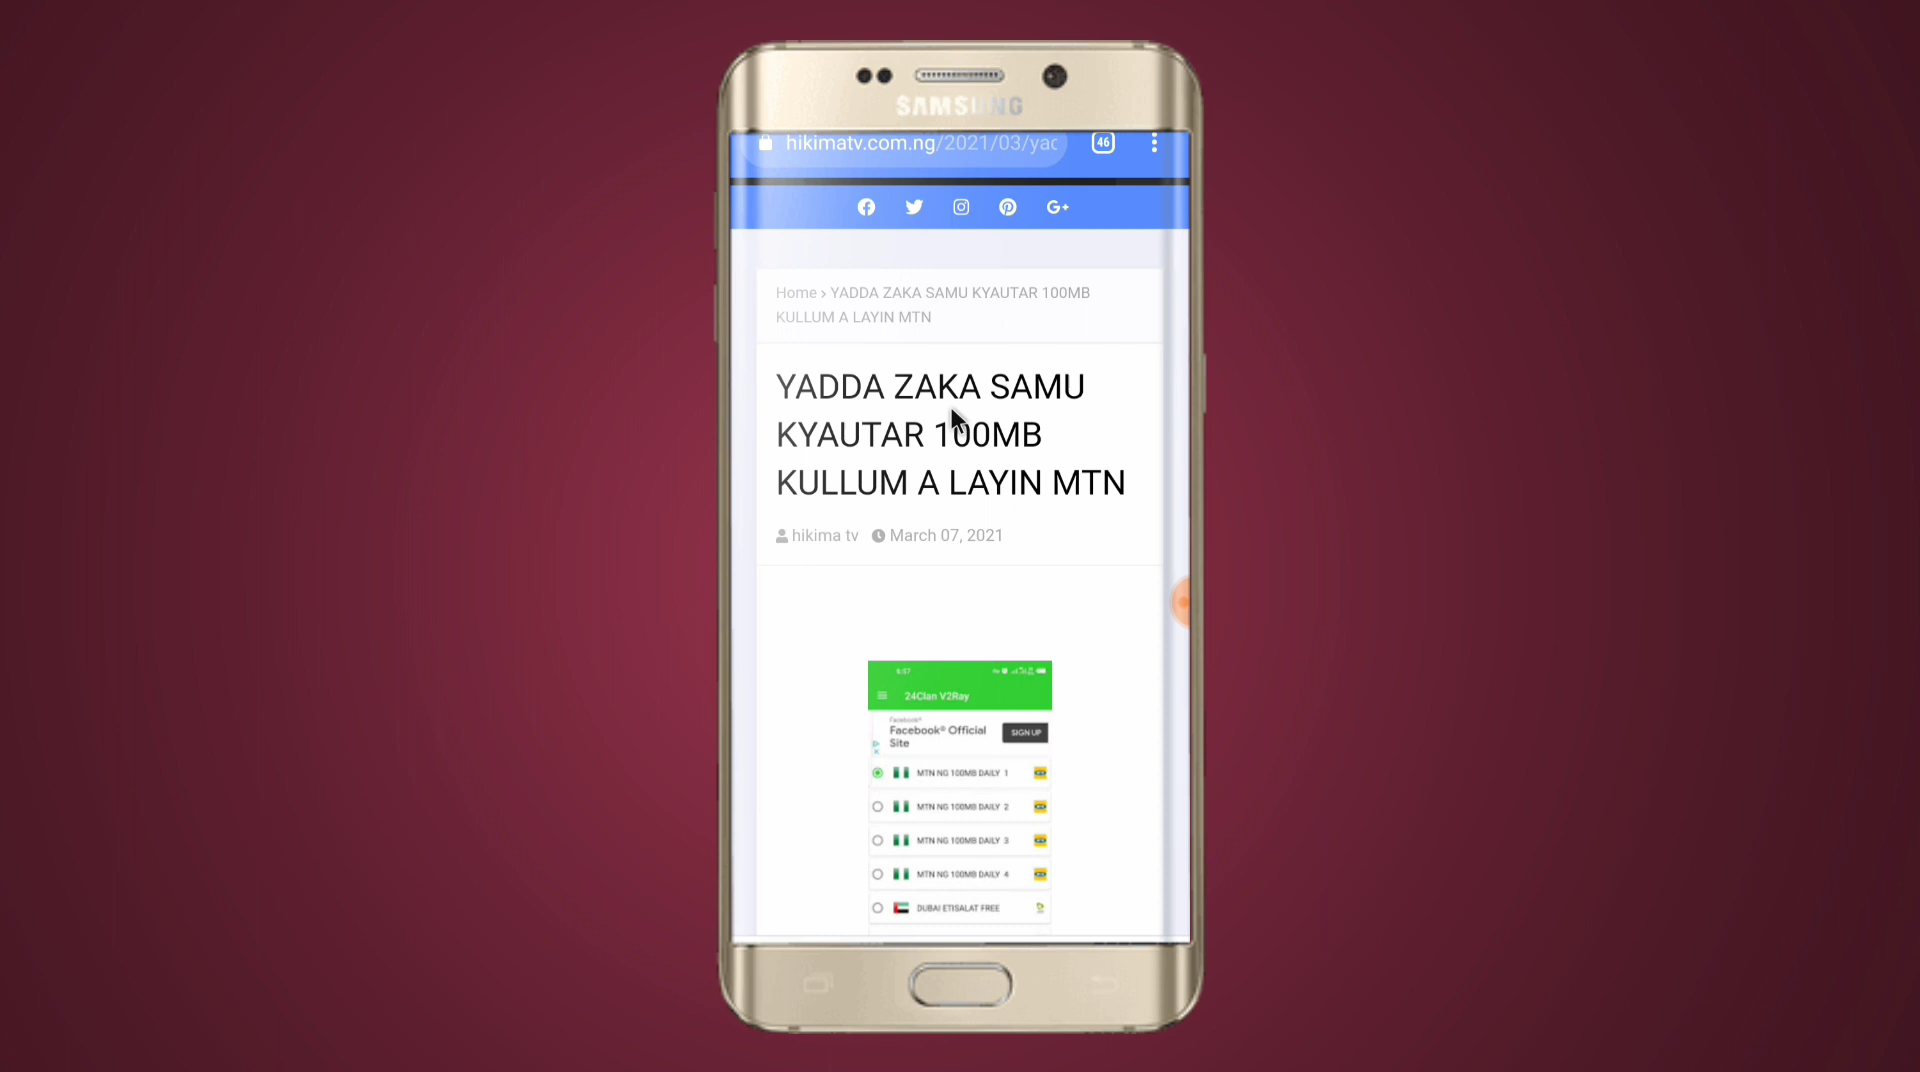 SAMSUNG
hikimatv.com.ng/2021/03/yac
46
G+
Home › YADDA ZAKA SAMU KYAUTAR 100MB
KULLUM A LAYIN MTN
YADDA ZAKA SAMU
KYAUTAR 100MB
KULLUM A LAYIN MTN
hikima tv March 07, 2021
6:57
24Clan V2Ray
Facebook®
Facebook® Official
Site
SIGN UP
MTN NG 100MB DAILY 1
MTN NG 100MB DAILY 2
MTN NG 100MB DAILY 3
MTN NG 100MB DAILY 4
DUBAI ETISALAT FREE